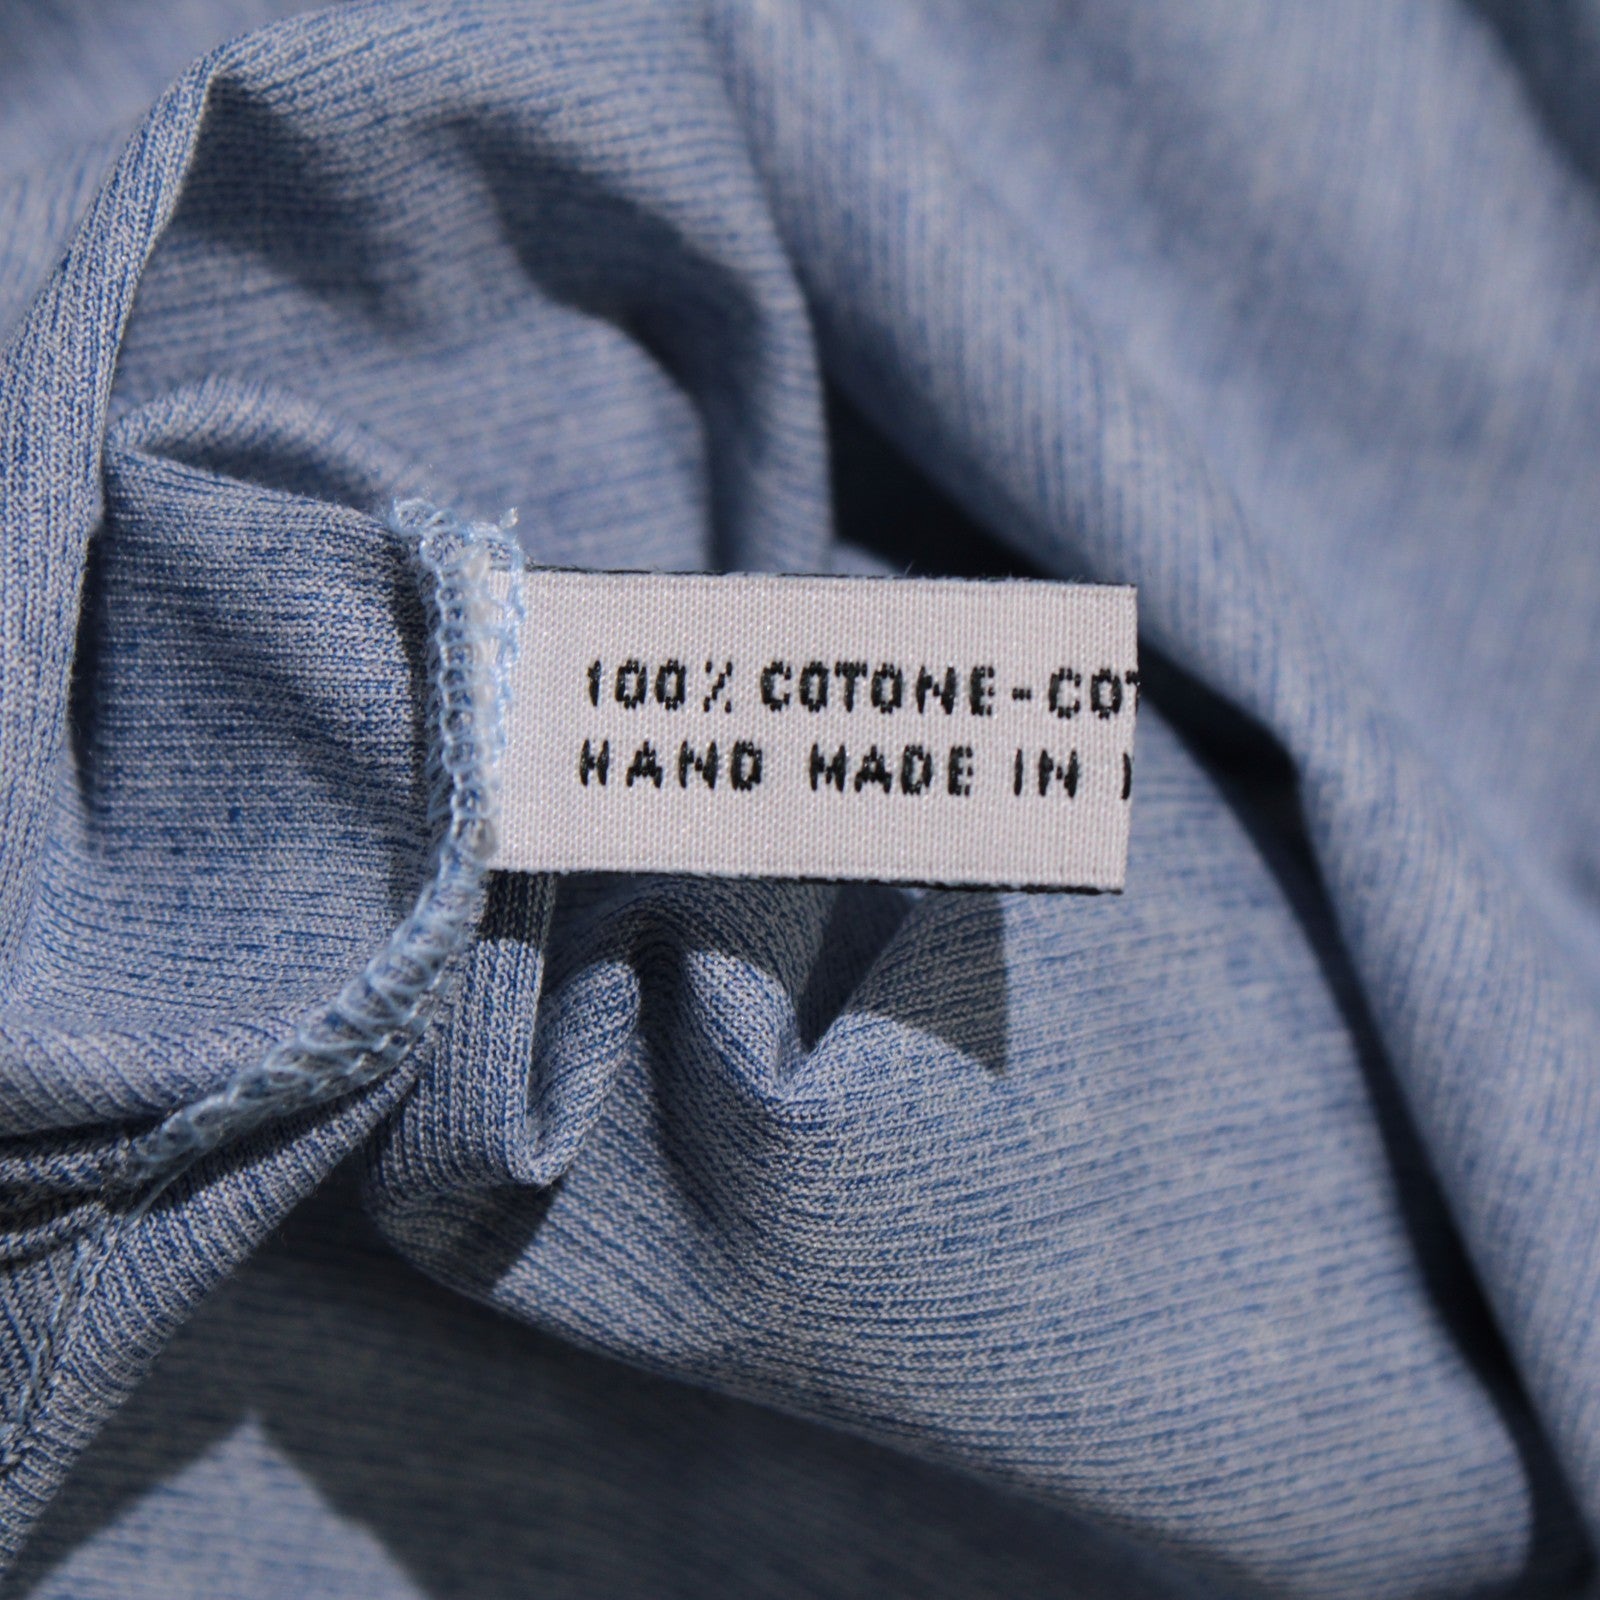 100% COTONE-COT
HAND MADE IN